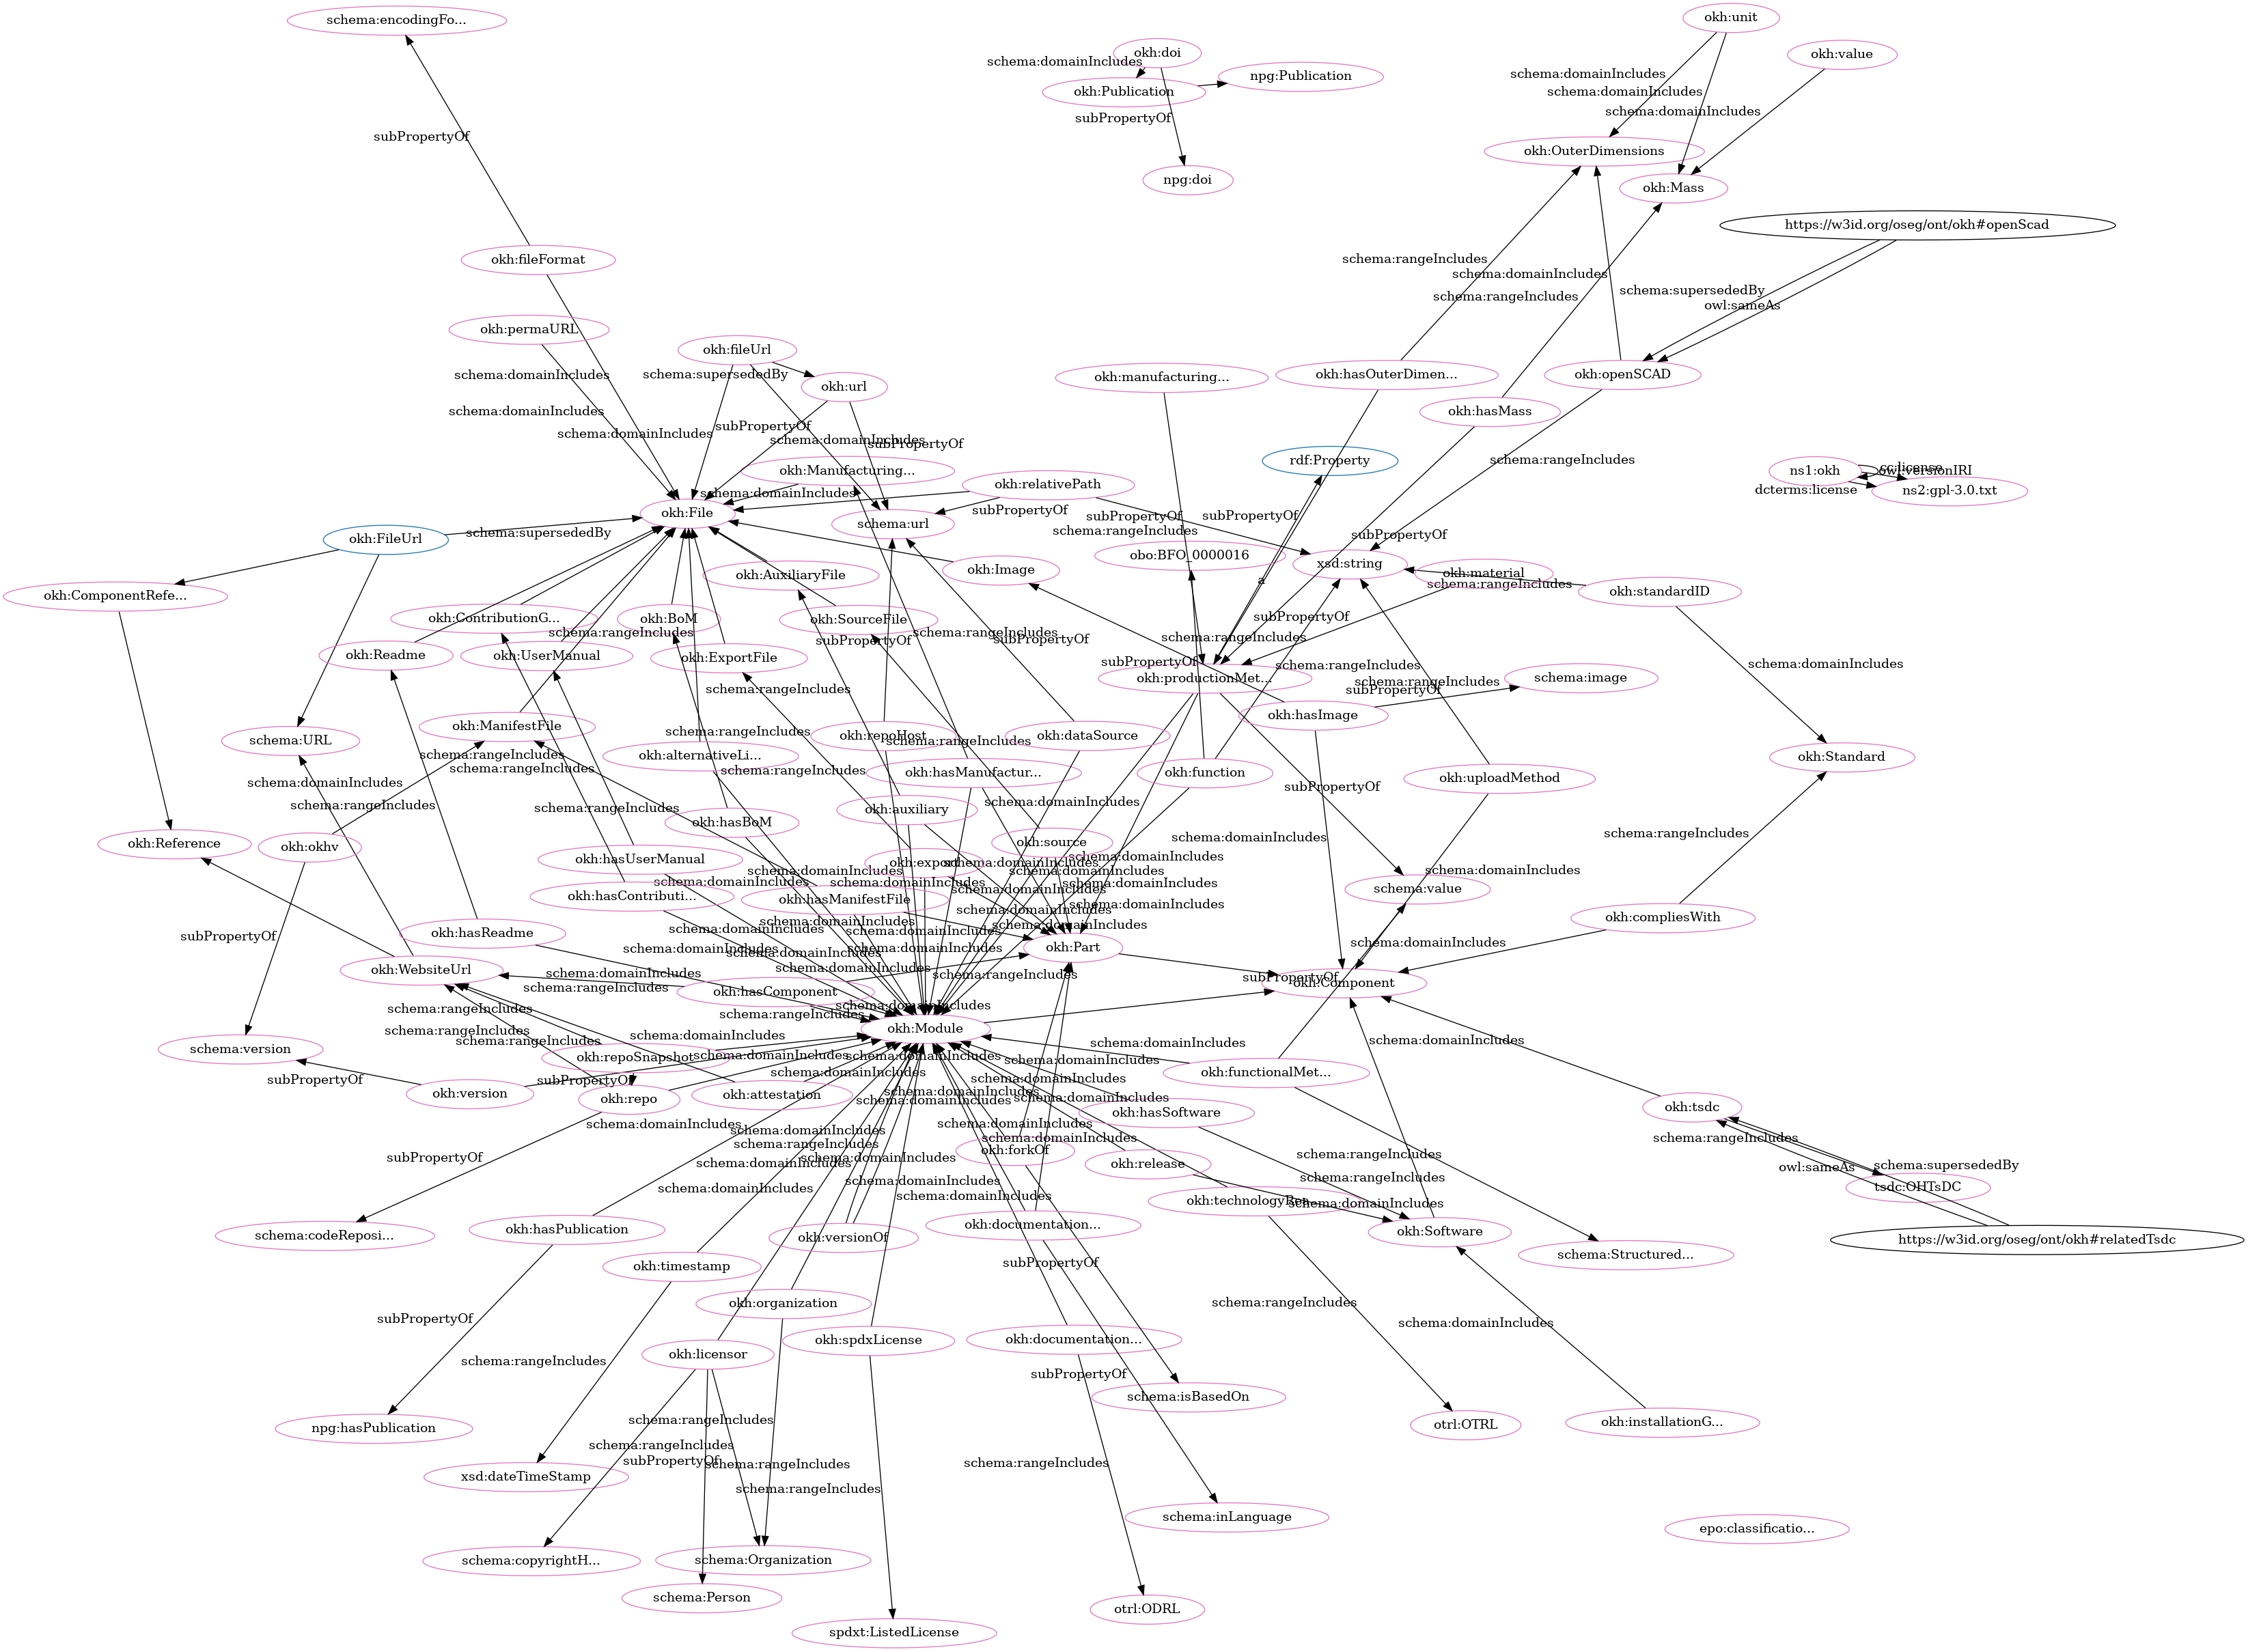 schema:encodingFo...
okh:unit
okh:doi
okh:value
schema:domainIncludes
npg:Publication
schema:domainIncludes
okh:Publication
schema:domainIncludes
schema:domainIncludes
subPropertyOf
subPropertyOf
okh:OuterDimensions
npg:doi
okh:Mass
https://w3id.org/oseg/ont/okh#openScad
okh:fileFormat
schema:rangeIncludes
schema:domainIncludes
schema:supersededBy
schema:rangeIncludes
owl:sameAs
okh:permaURL
okh:fileUrl
schema:domainIncludes
schema:supersededBy
okh:url
okh:manufacturing...
okh:hasOuterDimen...
okh:openSCAD
schema:domainIncludes
okh:hasMass
schema:domainIncludes
subPropertyOf
schema:domainIncludes
subPropertyOf
okh:Manufacturing...
rdf:Property
schema:rangeIncludes
ns1:okh
cc:license
owl:versionIRI
dcterms:license
ns2:gpl-3.0.txt
schema:domainIncludes
okh:relativePath
okh:File
schema:url
subPropertyOf
subPropertyOf
subPropertyOf
okh:FileUrl
schema:supersededBy
schema:rangeIncludes
subPropertyOf
obo:BFO_0000016
xsd:string
okh:AuxiliaryFile
okh:Image
okh:material
a
schema:rangeIncludes
okh:ComponentRefe...
okh:standardID
okh:ContributionG...
okh:BoM
okh:SourceFile
subPropertyOf
schema:rangeIncludes
schema:rangeIncludes
subPropertyOf
subPropertyOf
schema:rangeIncludes
okh:Readme
okh:UserManual
okh:ExportFile
subPropertyOf
schema:rangeIncludes
schema:domainIncludes
okh:productionMet...
schema:rangeIncludes
subPropertyOf
schema:image
schema:rangeIncludes
okh:hasImage
okh:ManifestFile
schema:rangeIncludes
okh:repoHost
schema:rangeIncludes
okh:dataSource
schema:URL
schema:rangeIncludes
okh:alternativeLi...
okh:Standard
schema:rangeIncludes
schema:rangeIncludes
okh:hasManufactur...
okh:function
okh:uploadMethod
schema:domainIncludes
subPropertyOf
schema:rangeIncludes
okh:auxiliary
schema:domainIncludes
okh:hasBoM
schema:rangeIncludes
schema:domainIncludes
schema:rangeIncludes
okh:Reference
okh:okhv
okh:source
okh:hasUserManual
okh:export
schema:domainIncludes
schema:domainIncludes
schema:domainIncludes
schema:domainIncludes
schema:domainIncludes
schema:domainIncludes
schema:domainIncludes
schema:domainIncludes
schema:domainIncludes
schema:value
okh:hasContributi...
okh:hasManifestFile
schema:domainIncludes
schema:domainIncludes
schema:domainIncludes
okh:compliesWith
schema:domainIncludes
schema:domainIncludes
schema:domainIncludes
schema:domainIncludes
okh:hasReadme
subPropertyOf
schema:domainIncludes
okh:Part
schema:domainIncludes
schema:domainIncludes
schema:domainIncludes
schema:domainIncludes
okh:WebsiteUrl
schema:domainIncludes
schema:rangeIncludes
subPropertyOf
okh:Component
schema:rangeIncludes
okh:hasComponent
schema:rangeIncludes
schema:domainIncludes
schema:rangeIncludes
okh:Module
schema:rangeIncludes
schema:domainIncludes
schema:domainIncludes
schema:domainIncludes
schema:rangeIncludes
schema:version
okh:repoSnapshot
schema:domainIncludes
schema:domainIncludes
schema:domainIncludes
subPropertyOf
subPropertyOf
schema:domainIncludes
schema:domainIncludes
okh:functionalMet...
okh:version
okh:repo
okh:attestation
schema:domainIncludes
schema:domainIncludes
schema:domainIncludes
okh:hasSoftware
okh:tsdc
schema:domainIncludes
schema:domainIncludes
schema:domainIncludes
schema:domainIncludes
schema:rangeIncludes
schema:rangeIncludes
okh:forkOf
subPropertyOf
schema:domainIncludes
schema:domainIncludes
okh:release
schema:rangeIncludes
owl:sameAs
schema:supersededBy
schema:domainIncludes
schema:domainIncludes
schema:rangeIncludes
tsdc:OHTsDC
schema:domainIncludes
schema:domainIncludes
okh:hasPublication
okh:versionOf
okh:documentation...
okh:Software
schema:codeReposi...
https://w3id.org/oseg/ont/okh#relatedTsdc
okh:timestamp
subPropertyOf
schema:Structured...
okh:organization
schema:rangeIncludes
subPropertyOf
okh:spdxLicense
okh:documentation...
schema:domainIncludes
okh:licensor
schema:rangeIncludes
subPropertyOf
schema:isBasedOn
npg:hasPublication
schema:rangeIncludes
otrl:OTRL
okh:installationG...
schema:rangeIncludes
subPropertyOf
schema:rangeIncludes
schema:rangeIncludes
xsd:dateTimeStamp
schema:rangeIncludes
schema:inLanguage
epo:classificatio...
schema:copyrightH...
schema:Organization
schema:Person
otrl:ODRL
spdxt:ListedLicense